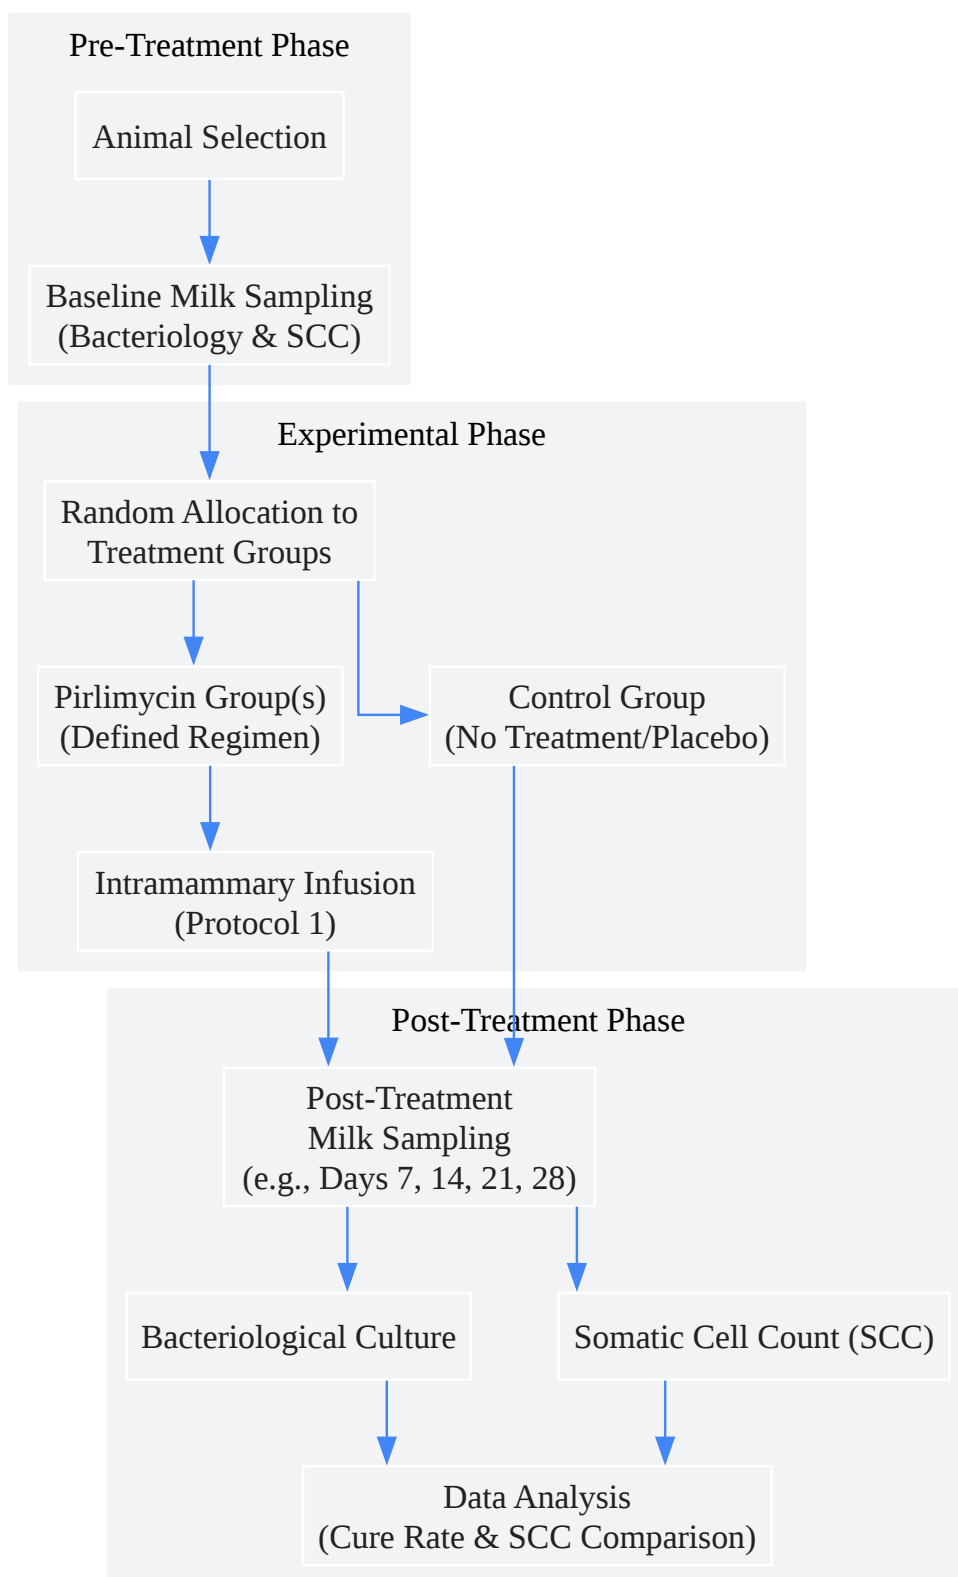 Pre-Treatment Phase
Animal Selection
Baseline Milk Sampling
(Bacteriology & SCC)
Experimental Phase
Random Allocation to
Treatment Groups
Pirlimycin Group(s)
(Defined Regimen)
Control Group
(No Treatment/Placebo)
Intramammary Infusion
(Protocol 1)
Post-Treatment Phase
Post-Treatment
Milk Sampling
(e.g., Days 7, 14, 21, 28)
Bacteriological Culture
Somatic Cell Count (SCC)
Data Analysis
(Cure Rate & SCC Comparison)